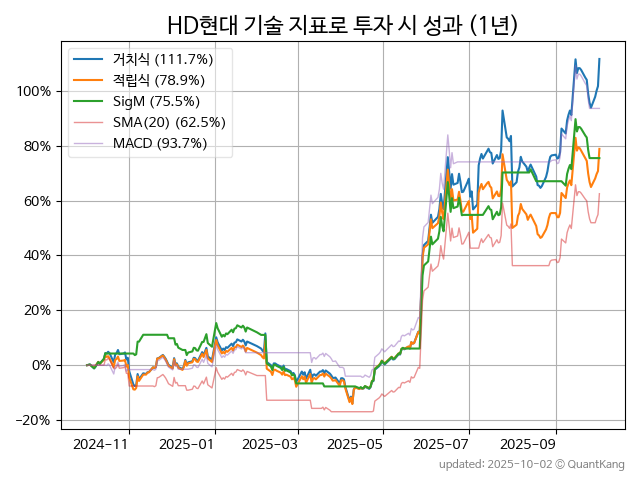 HD현대 기술 지표로 투자 시 성과 (1년)
거치식 (111.7%)
적립식 (78.9%)
SigM (75.5%)
SMA(20) (62.5%)
MACD (93.7%)
100%
80%
60%
40%
20%
0%
−20%
2024-11 2025-01 2025-03 2025-05 2025-07 2025-09
updated: 2025-10-02 © QuantKang